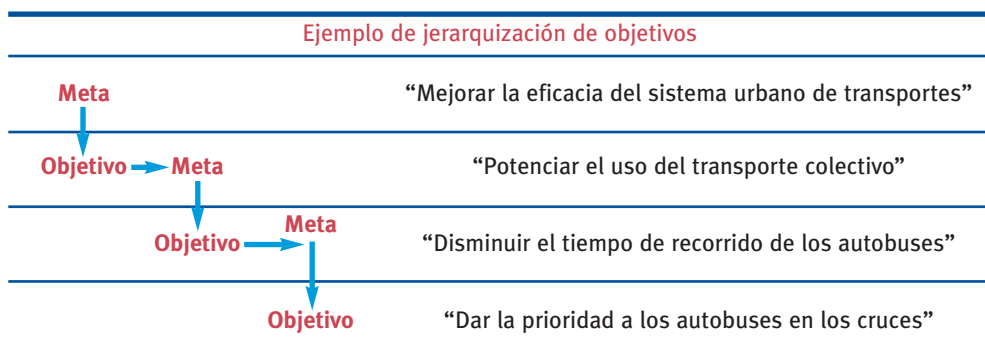 Ejemplo de jerarquización de objetivos
Meta “Mejorar la eficacia del sistema urbano de transportes”
Objetivo Meta “Potenciar el uso del transporte colectivo”
Meta
Objetivo “Disminuir el tiempo de recorrido de los autobuses”
Objetivo “Dar la prioridad a los autobuses en los cruces”